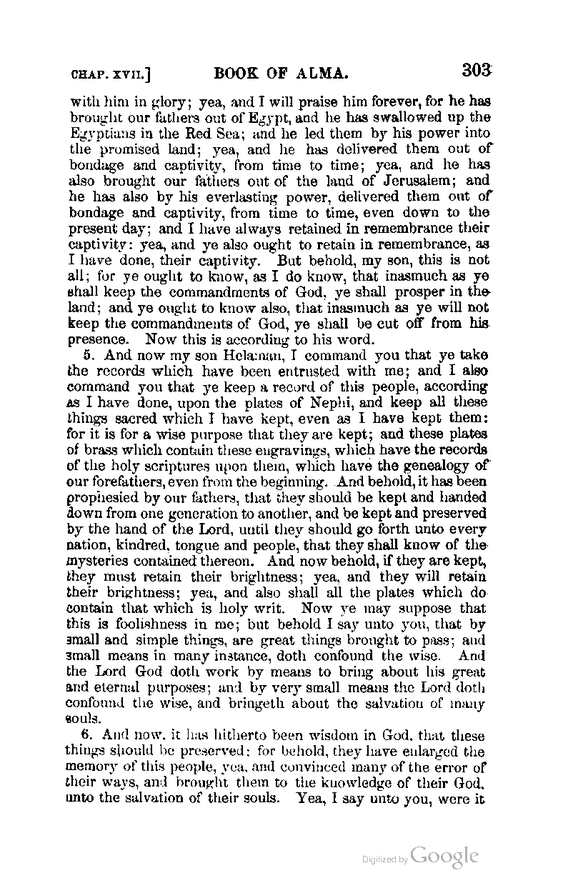 CHAP. XVII.] BOOK OF ALMA. 303
with him in glory; yea, and I will praise him forever, for he has
brought our fathers out of Egypt, and he has swallowed up the
Egyptians in the Red Sea; and he led them by his power into
the promised land; yea, and he has delivered them out of
bondage and captivity, from time to time; yea, and he has
also brought our fathers out of the land of Jerusalem; and
he has also by his everlasting power, delivered them out of
bondage and captivity, from time to time, even down to the
present day; and I have always retained in remembrance their
captivity: yea, and ye also ought to retain in remembrance, as
I have done, their captivity. But behold, my son, this is not
all; for ye ought to know, as I do know, that inasmuch as ye
shall keep the commandments of God, ye shall prosper in the
land; and ye ought to know also, that inasmuch as ye will not
keep the commandments of God, ye shall be cut off from his
presence. Now this is according to his word.
5. And now my son Helaman, I command you that ye take
the records which have been entrusted with me; and I also
command you that ye keep a record of this people, according
as I have done, upon the plates of Nephi, and keep all these
things sacred which I have kept, even as I have kept them:
for it is for a wise purpose that they are kept; and these plates
of brass which contain these engravings, which have the records
of the holy scriptures upon them, which have the genealogy of
our forefathers, even from the beginning. And behold, it has been
prophesied by our fathers, that they should be kept and handed
down from one generation to another, and be kept and preserved
by the hand of the Lord, until they should go forth unto every
nation, kindred, tongue and people, that they shall know of the
mysteries contained thereon. And now behold, if they are kept,
they must retain their brightness; yea, and they will retain
their brightness; yea, and also shall all the plates which do
contain that which is holy writ. Now ye may suppose that
this is foolishness in me; but behold I say unto you, that by
small and simple things, are great things brought to pass; and
small means in many instance, doth confound the wise. And
the Lord God doth work by means to bring about his great
and eternal purposes; and by very small means the Lord doth
confound the wise, and bringeth about the salvation of many
souls.
6. And now, it has hitherto been wisdom in God, that these
things should be preserved; for behold, they have enlarged the
memory of this people, yea, and convinced many of the error of
their ways, and brought them to the knowledge of their God,
unto the salvation of their souls. Yea, I say unto you, were it
Digitized by Google